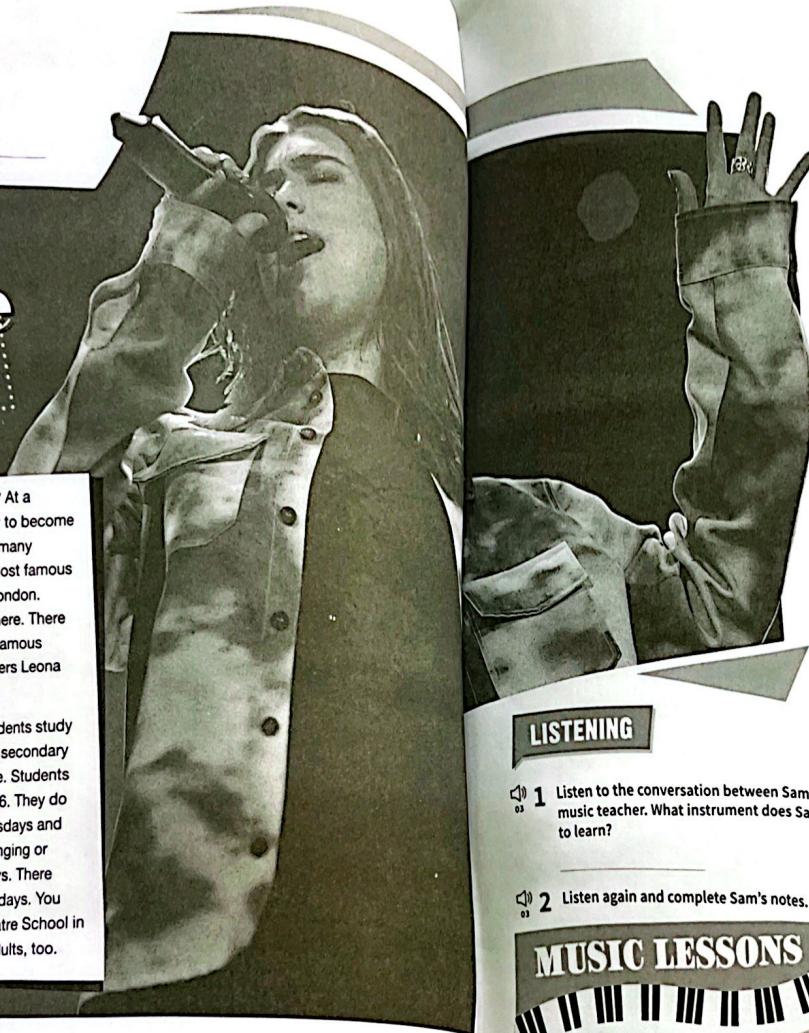 e
At a
to become
many
ost famous
ondon.
ere. There
amous
ers Leona
dents study
secondary
e. Students
6. They do
sdays and
nging or
s. There
days. You
tre School in
ults, too.
LISTENING
03 1 Listen to the conversation between Sam
music teacher. What instrument does Sa
to learn?
03 2 Listen again and complete Sam's notes.
MUSIC LESSONS